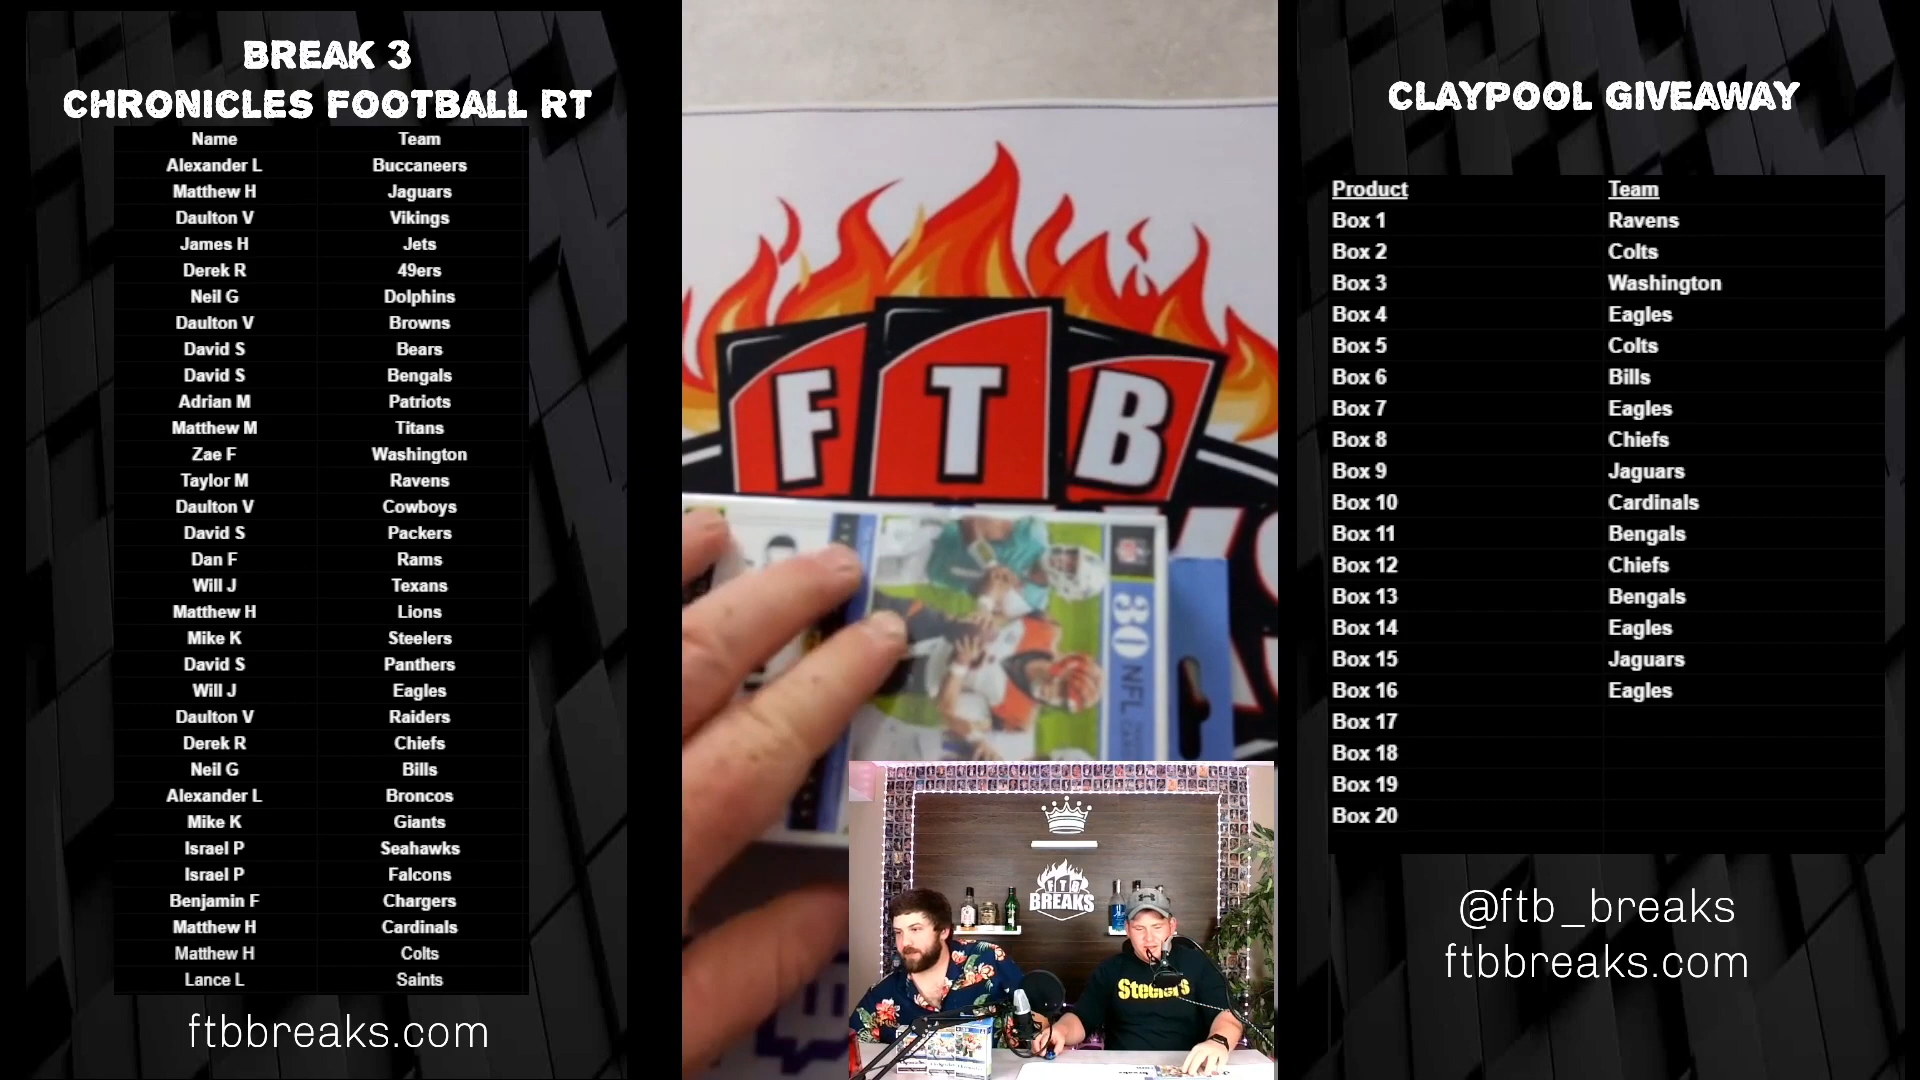 BREAK 3
CHRONICLES FOOTBALL RT
Name Team
Alexander L Buccaneers
Matthew H Jaguars
Daulton V Vikings
James H Jets
Derek R 49ers
Neil G Dolphins
Daulton V Browns
David S Bears
David S Bengals
Adrian M Patriots
Matthew M Titans
Zae F Washington
Taylor M Ravens
Daulton V Cowboys
David S Packers
Dan F Rams
Will J Texans
Matthew H Lions
Mike K Steelers
David S Panthers
Will J Eagles
Daulton V Raiders
Derek R Chiefs
Neil G Bills
Alexander L Broncos
Mike K Giants
Israel P Seahawks
Israel P Falcons
Benjamin F Chargers
Matthew H Cardinals
Matthew H Colts
Lance L Saints
ftbbreaks.com
F T B
30 NFL
FTB
BREAKS
Steelers
CLAYPOOL GIVEAWAY
Product Team
Box 1 Ravens
Box 2 Colts
Box 3 Washington
Box 4 Eagles
Box 5 Colts
Box 6 Bills
Box 7 Eagles
Box 8 Chiefs
Box 9 Jaguars
Box 10 Cardinals
Box 11 Bengals
Box 12 Chiefs
Box 13 Bengals
Box 14 Eagles
Box 15 Jaguars
Box 16 Eagles
Box 17
Box 18
Box 19
Box 20
@ftb_breaks
ftbbreaks.com